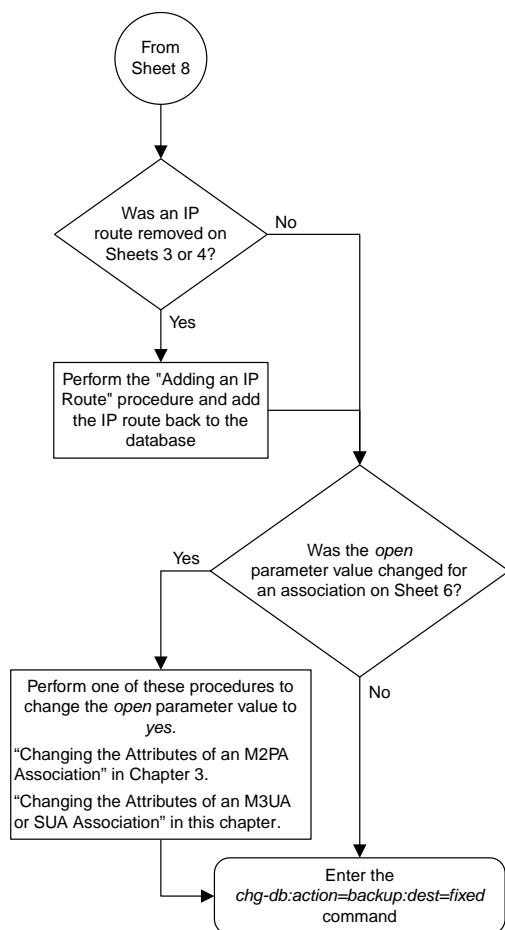 From
Sheet 8
Was an IP
route removed on
Sheets 3 or 4?
No
Yes
Perform the "Adding an IP
Route" procedure and add
the IP route back to the
database
Was the open
parameter value changed for
an association on Sheet 6?
Yes
No
Perform one of these procedures to
change the open parameter value to
yes.
“Changing the Attributes of an M2PA
Association” in Chapter 3.
“Changing the Attributes of an M3UA
or SUA Association” in this chapter.
Enter the
chg-db:action=backup:dest=fixed
command